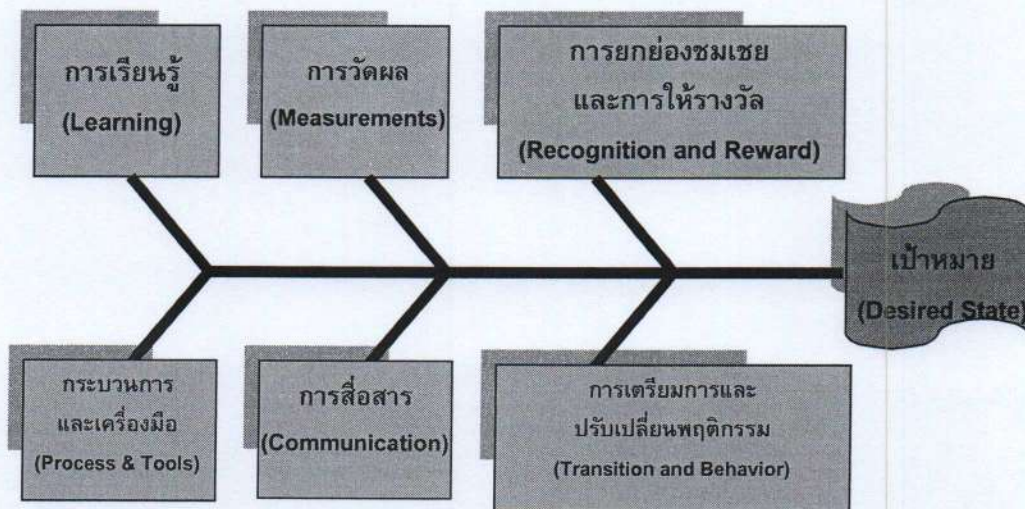 การเรียนรู้
(Learning)
การวัดผล
(Measurements)
การยกย่องชมเชย
และการให้รางวัล
(Recognition and Reward)
เป้าหมาย
(Desired State)
กระบวนการ
และเครื่องมือ
(Process & Tools)
การสื่อสาร
(Communication)
การเตรียมการและ
ปรับเปลี่ยนพฤติกรรม
(Transition and Behavior)